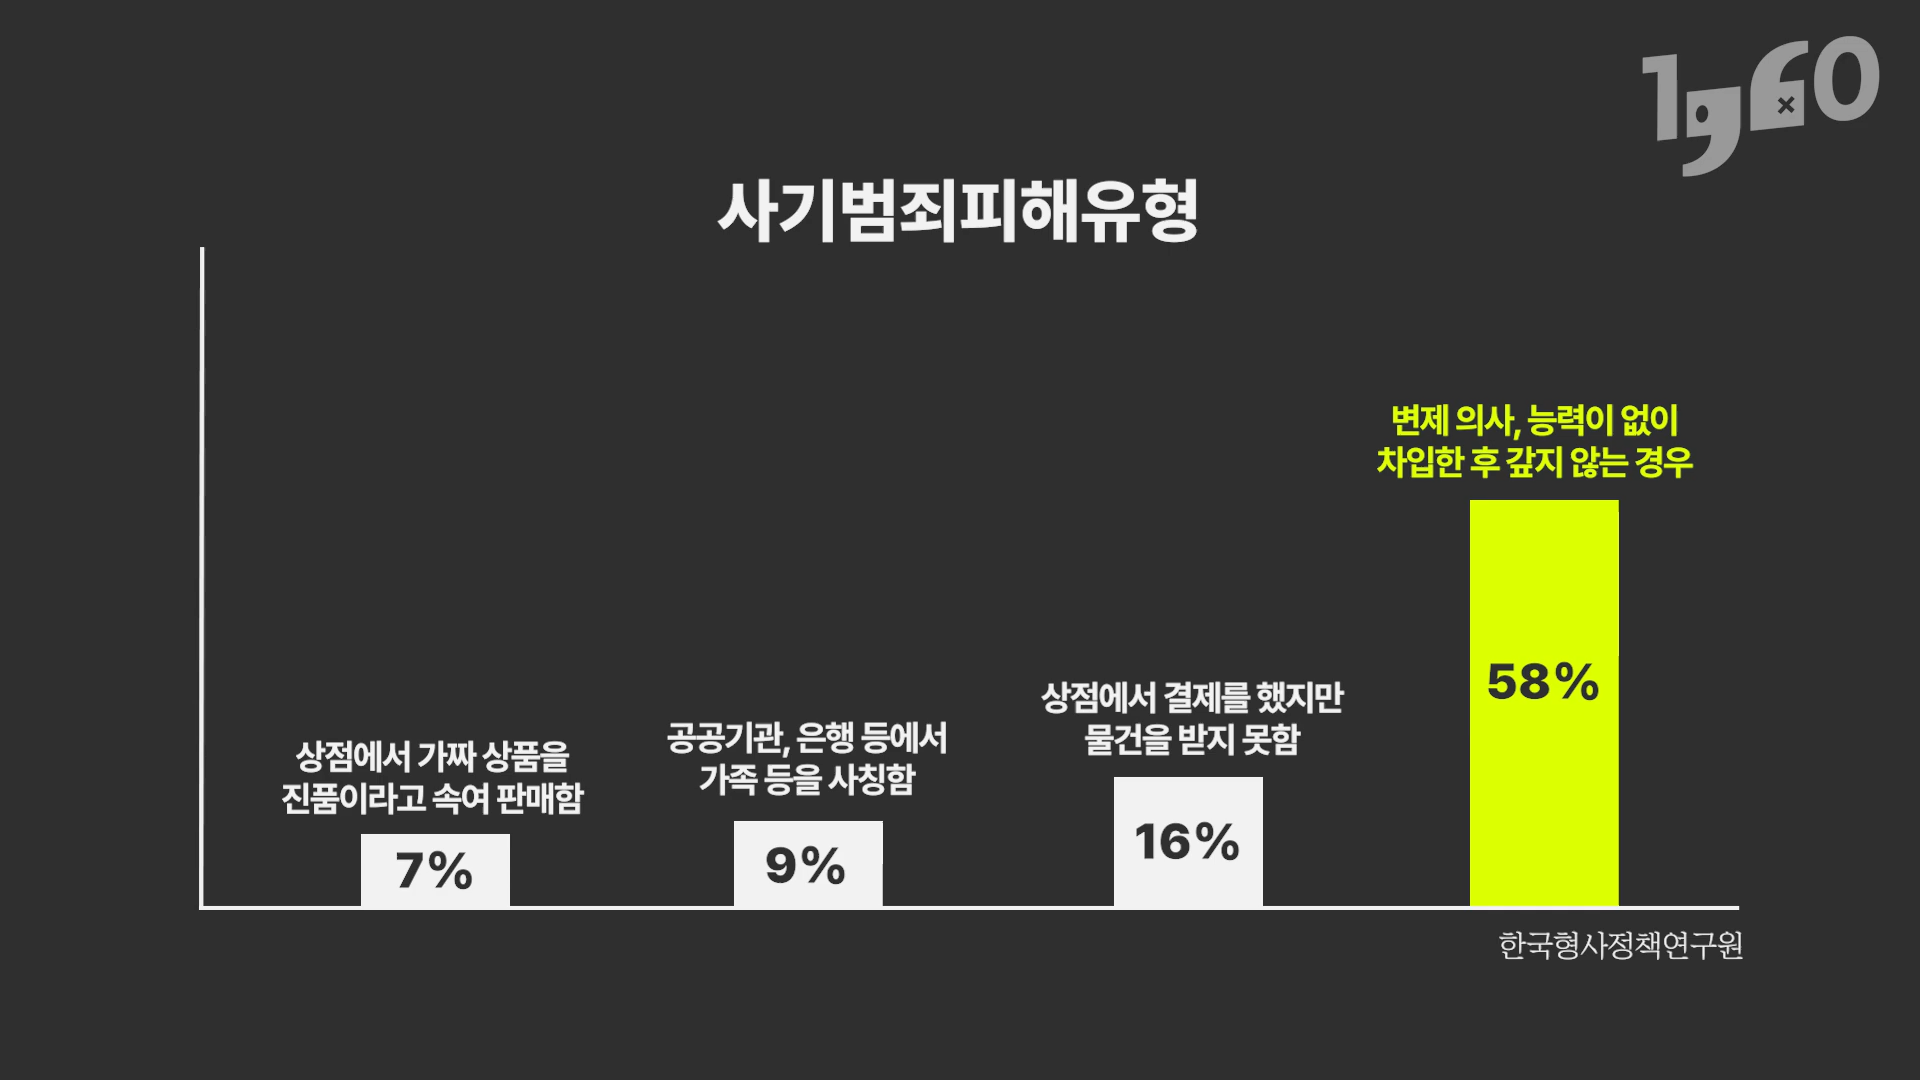 1960
사기범죄피해유형
변제 의사, 능력이 없이
차입한 후 갚지 않는 경우
58%
상점에서 결제를 했지만
물건을 받지 못함
16%
공공기관, 은행 등에서
가족 등을 사칭함
9%
상점에서 가짜 상품을
진품이라고 속여 판매함
7%
한국형사정책연구원